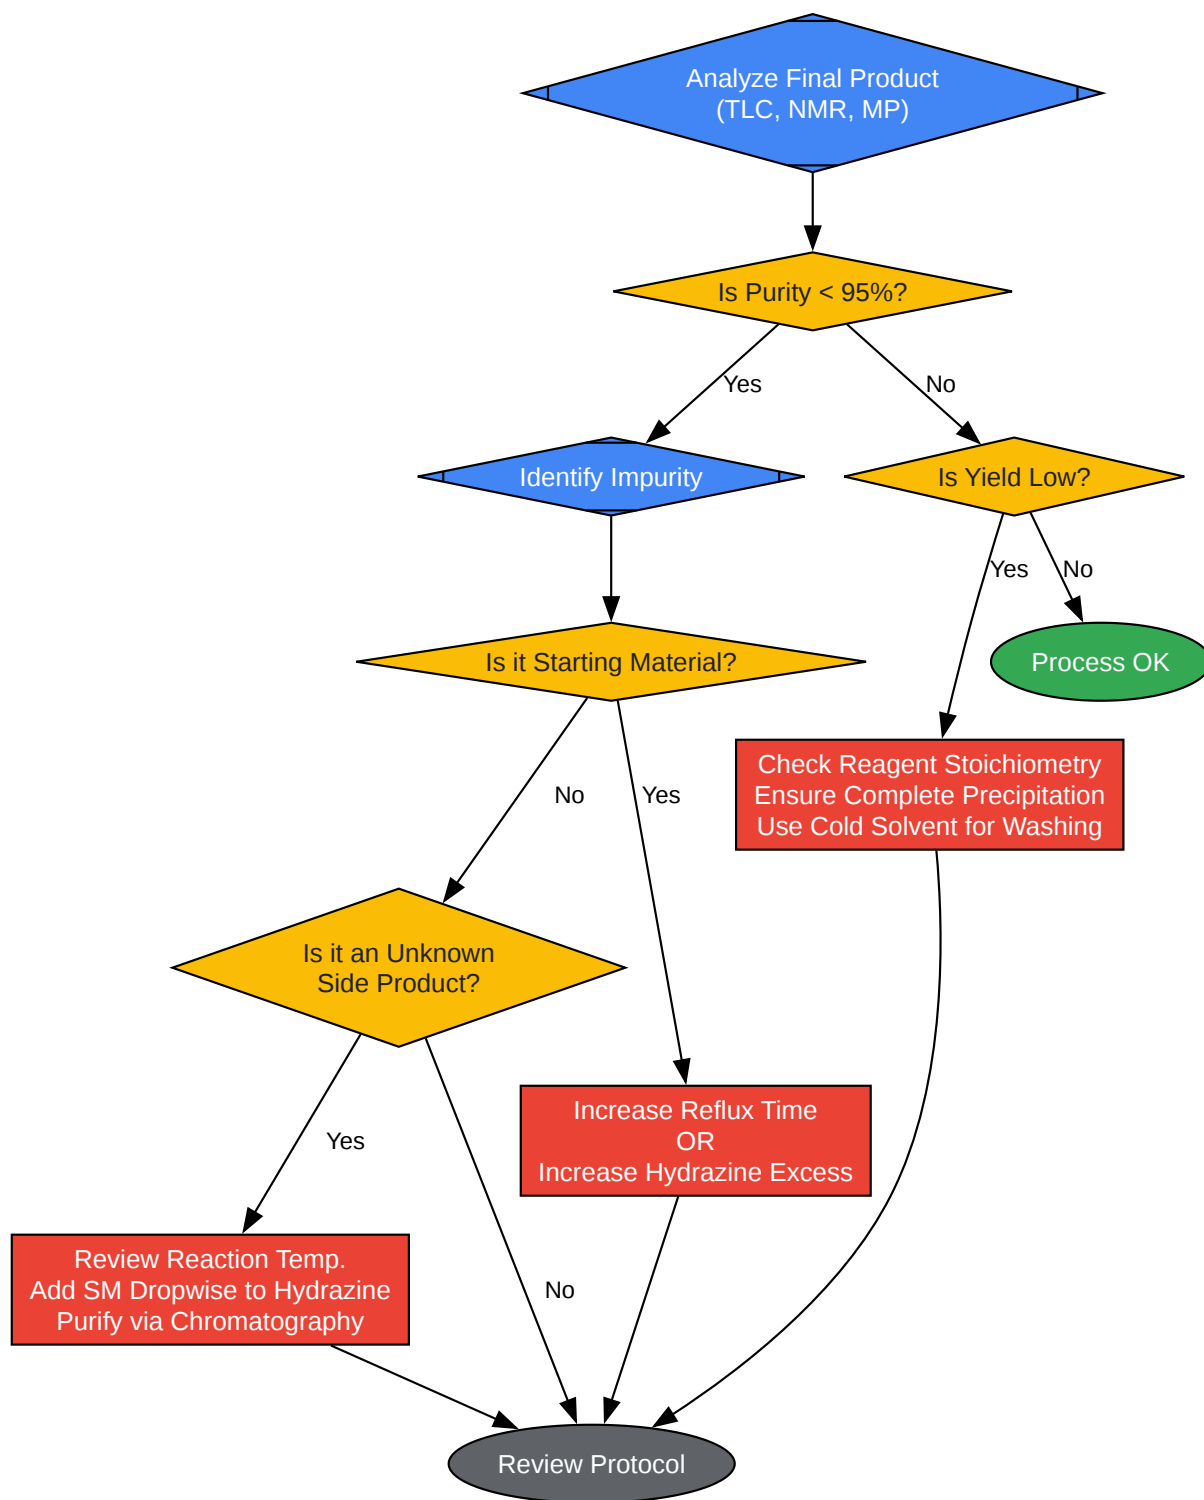 Analyze Final Product
(TLC, NMR, MP)
Is Purity < 95%?
Yes
No
Identify Impurity
Is Yield Low?
Yes
No
Is it Starting Material?
Process OK
No
Yes
Check Reagent Stoichiometry
Ensure Complete Precipitation
Use Cold Solvent for Washing
Is it an Unknown
Side Product?
Increase Reflux Time
OR
Increase Hydrazine Excess
Yes
No
Review Reaction Temp.
Add SM Dropwise to Hydrazine
Purify via Chromatography
Review Protocol